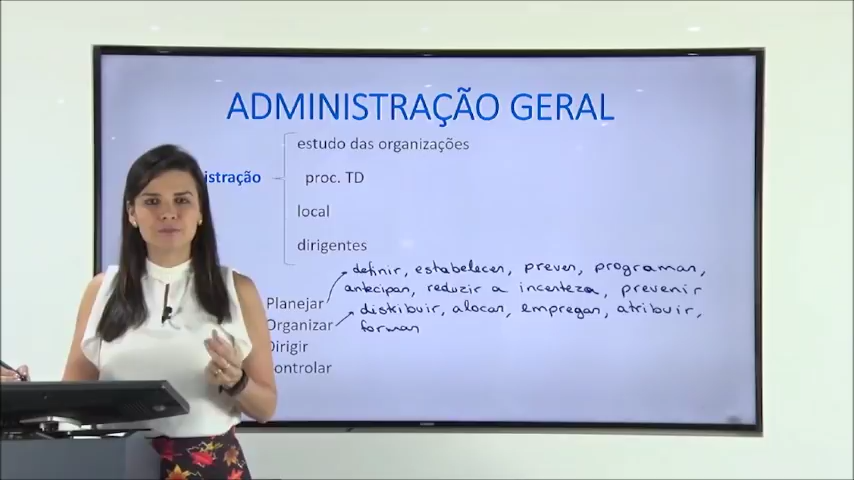 ADMINISTRAÇÃO GERAL
estudo das organizações
istração
proc. TD
local
dirigentes
definir, estabelecer, prever, programar,
antecipar, reduzir a incerteza, prevenir
Planejar
distribuir, alocar, empregar, atribuir,
Organizar
formar
Dirigir
ontrolar